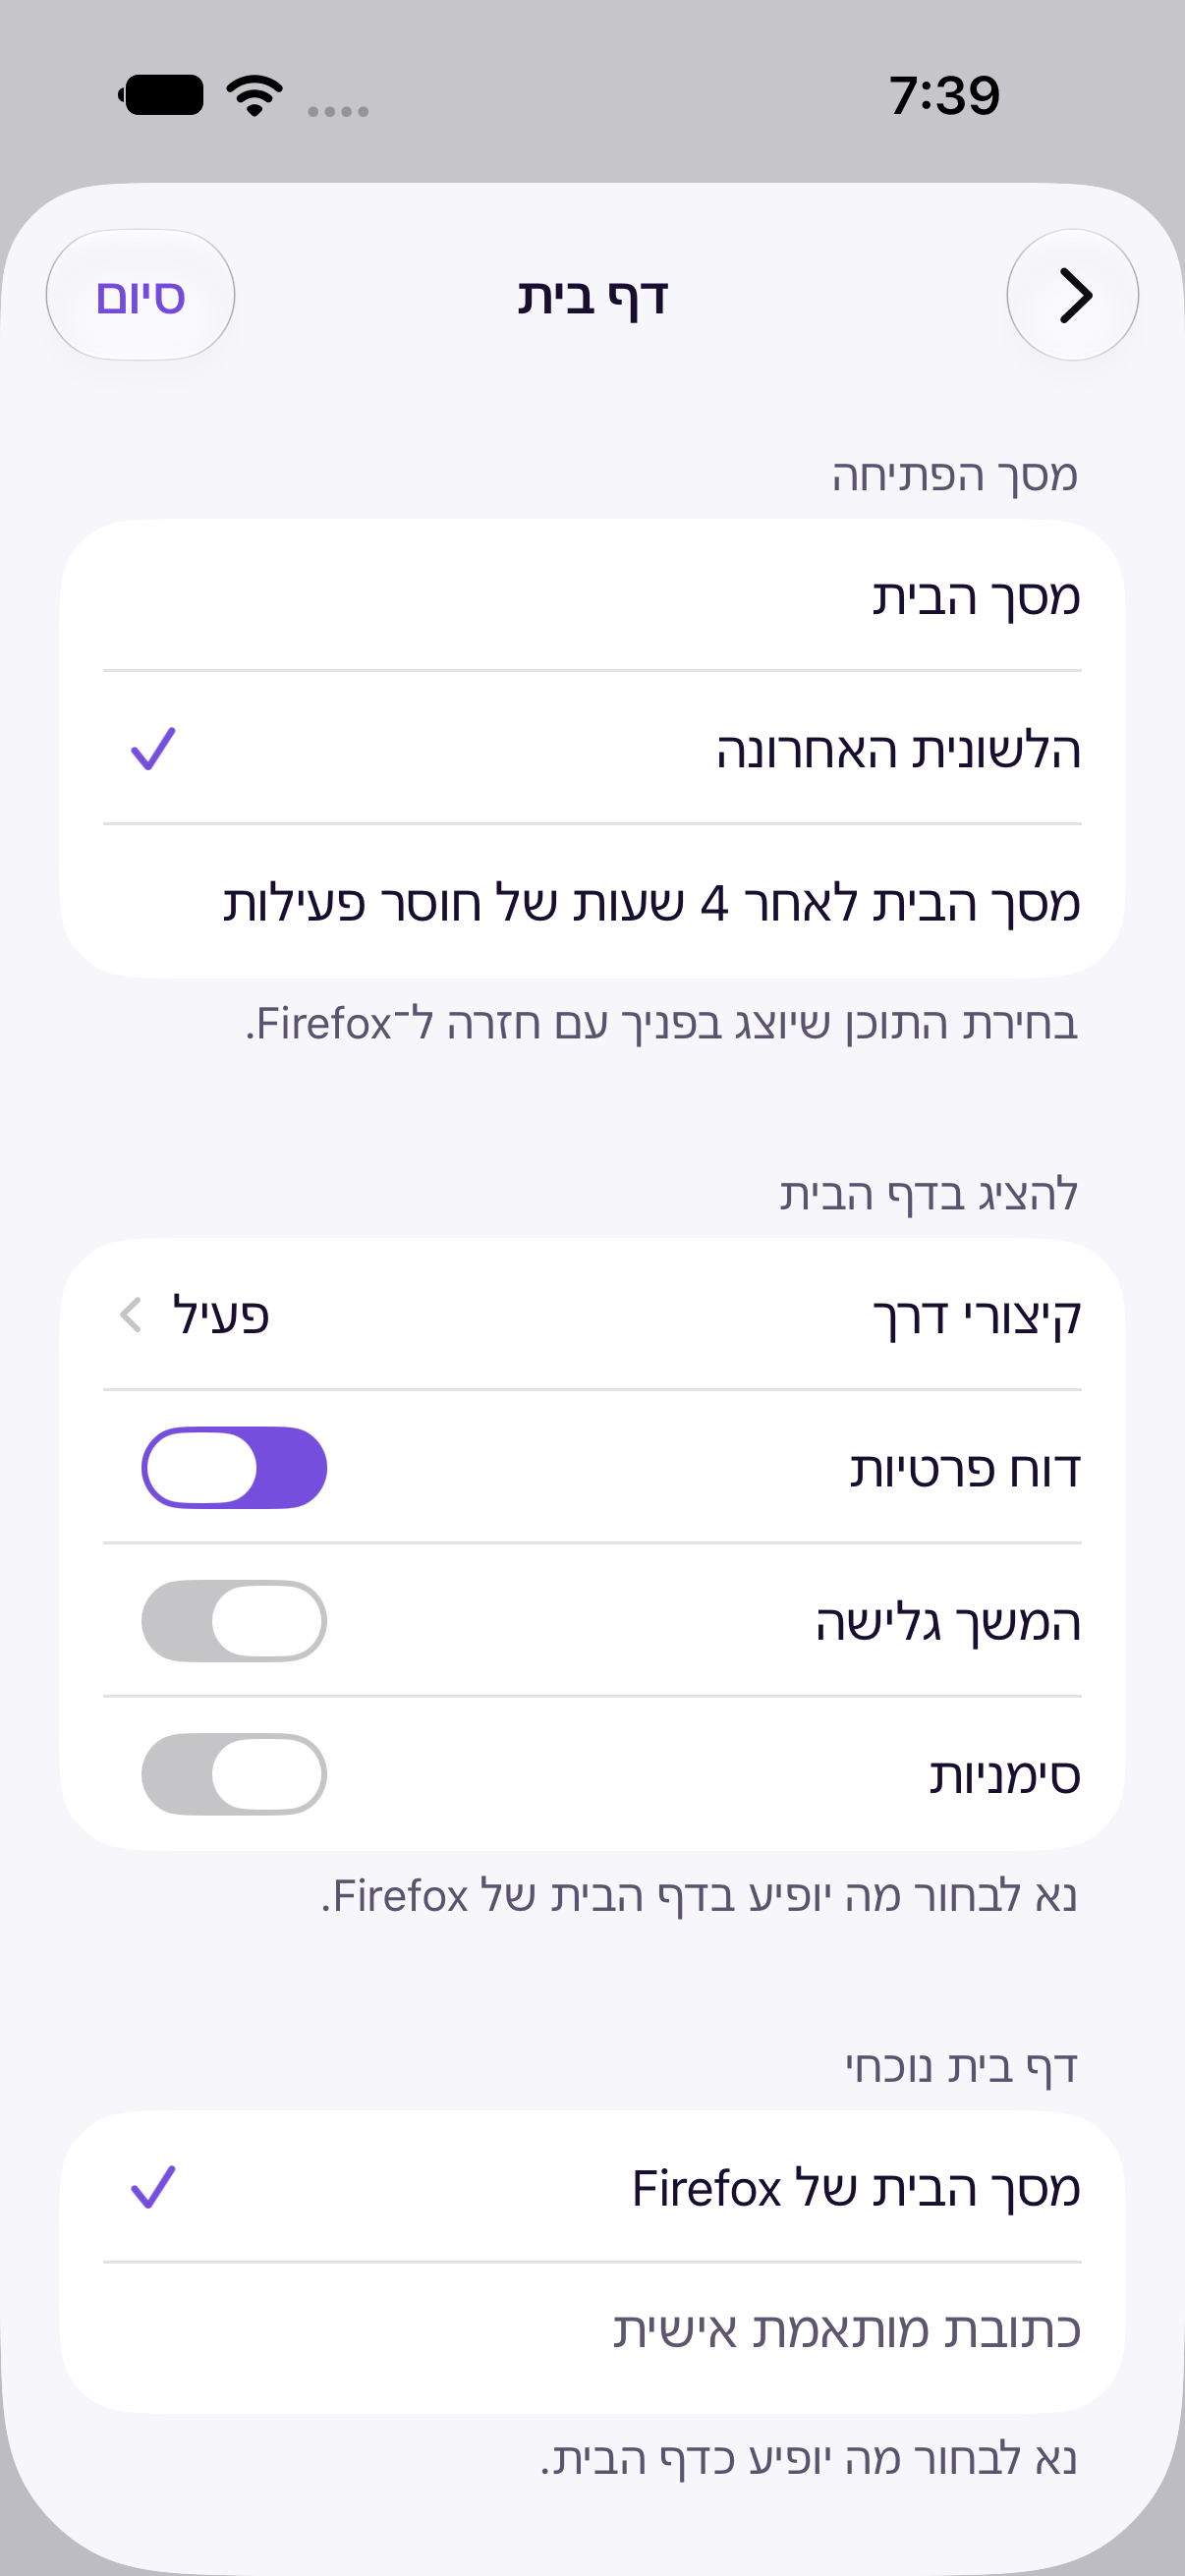 7:39
דף בית
סיום
מסך הפתיחה
מסך הבית
הלשונית האחרונה
מסך הבית לאחר 4 שעות של חוסר פעילות
בחירת התוכן שיוצג בפניך עם חזרה ל־Firefox.
להציג בדף הבית
קיצורי דרך פעיל
דוח פרטיות
המשך גלישה
סימניות
נא לבחור מה יופיע בדף הבית של Firefox.
דף בית נוכחי
מסך הבית של Firefox
כתובת מותאמת אישית
נא לבחור מה יופיע כדף הבית.